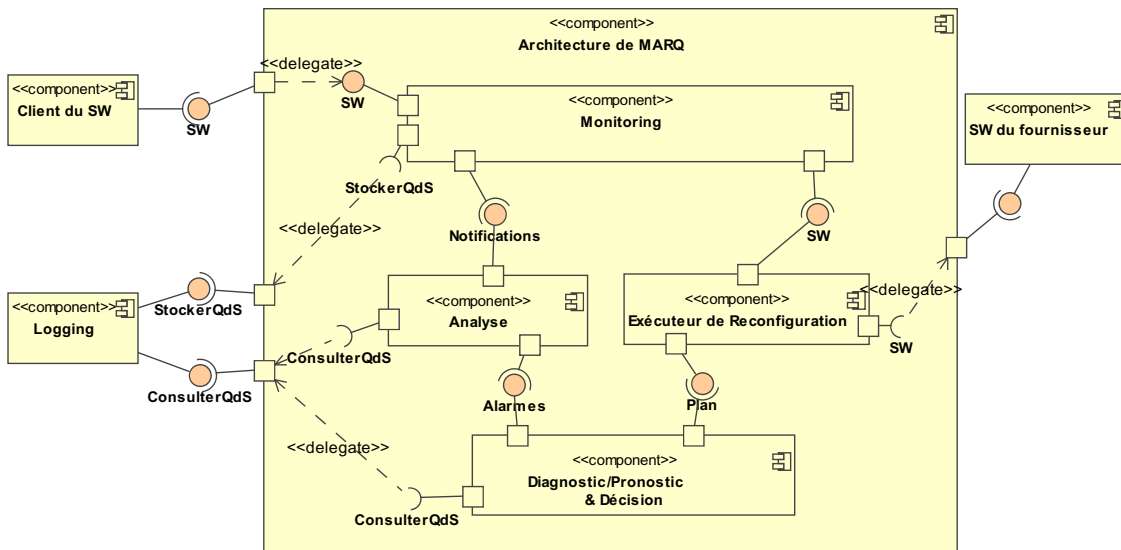 <<component>>
Architecture de MARQ
<<delegate>>
<<component>>
Client du SW
SW
SW
<<component>>
Monitoring
<<component>>
SW du fournisseur
StockerQdS
<<delegate>>
Notifications
SW
<<component>>
Logging
StockerQdS
ConsulterQdS
<<component>>
Analyse
ConsulterQdS
<<component>>
Exécuteur de Reconfiguration
<<delegate>>
SW
Alarmes
Plan
<<delegate>>
<<component>>
Diagnostic/Pronostic
& Décision
ConsulterQdS